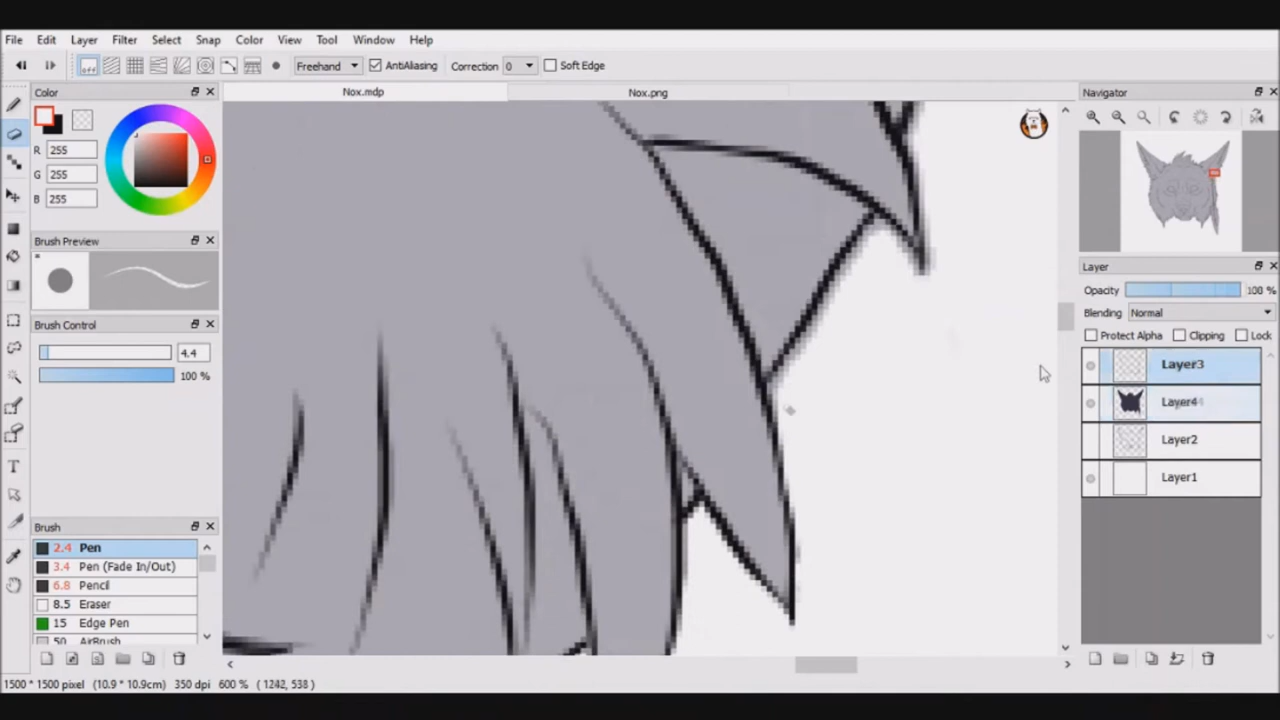 File Edit Layer Filter Select Snap Color View Tool Window Help
off Freehand AntiAliasing Correction 0 Soft Edge
Color Nox.mdp Nox.png Navigator
R 255
G 255
B 255
Brush Preview
Layer
Opacity 100 %
Blending Normal
Brush Control
Protect Alpha Clipping Lock
4.4
100 %
Layer3
Layer4
Layer2
Layer1
Brush
2.4 Pen
3.4 Pen (Fade In/Out)
6.8 Pencil
8.5 Eraser
15 Edge Pen
50 AirBrush
1500 * 1500 pixel (10.9 * 10.9cm) 350 dpi 600 % ( 1242, 538 )